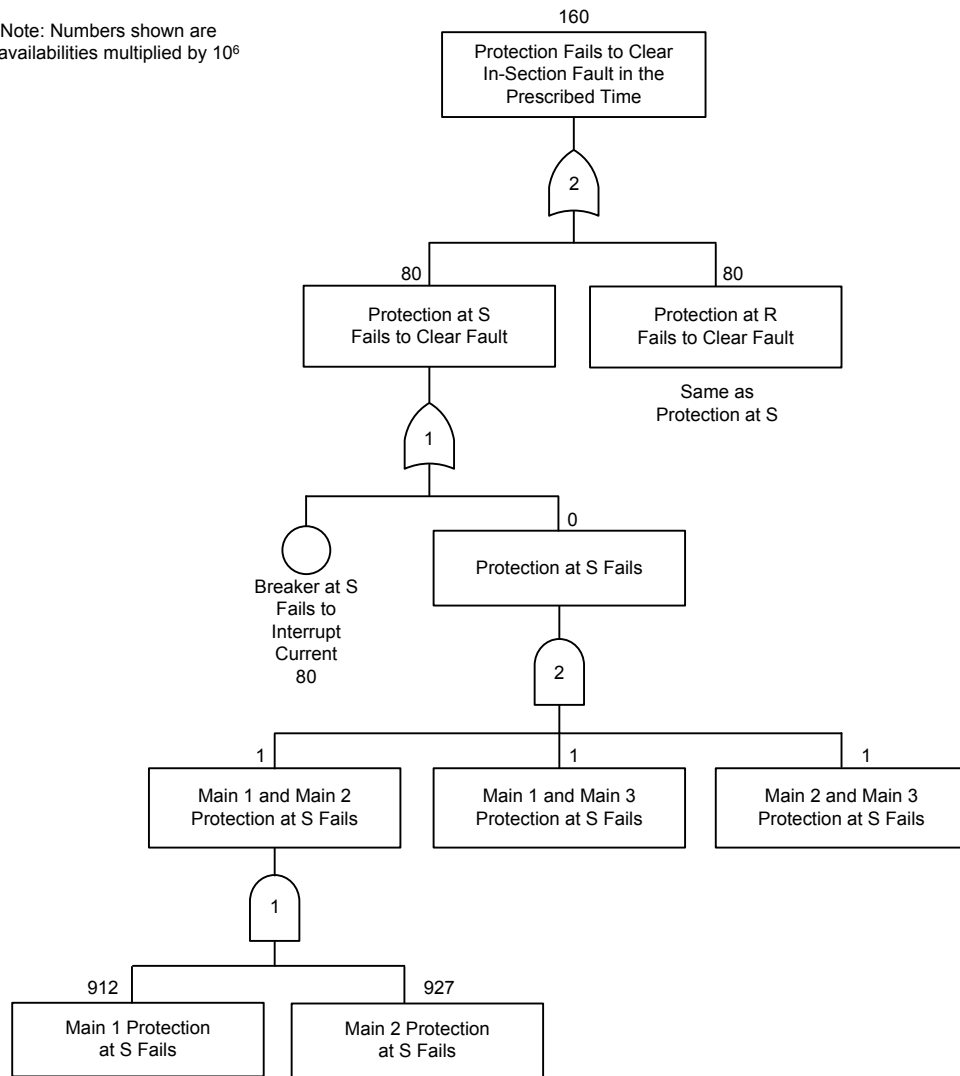 Note: Numbers shown are
availabilities multiplied by 10⁶
160
Protection Fails to Clear
In-Section Fault in the
Prescribed Time
2
80
Protection at S
Fails to Clear Fault
80
Protection at R
Fails to Clear Fault
Same as
Protection at S
1
Breaker at S
Fails to
Interrupt
Current
80
0
Protection at S Fails
2
1
Main 1 and Main 2
Protection at S Fails
1
Main 1 and Main 3
Protection at S Fails
1
Main 2 and Main 3
Protection at S Fails
1
912
Main 1 Protection
at S Fails
927
Main 2 Protection
at S Fails